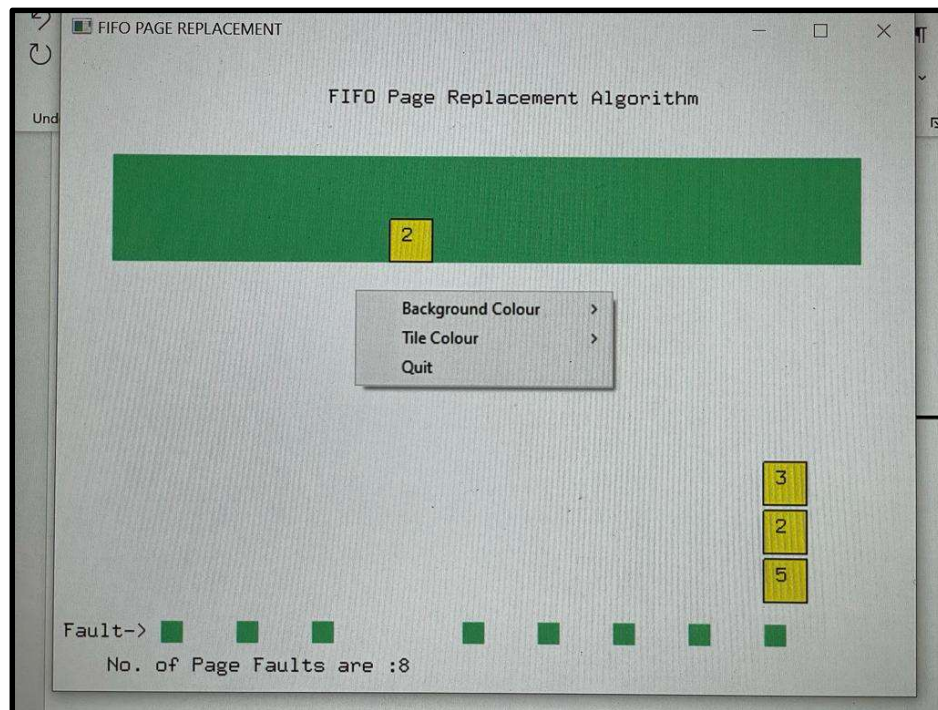 FIFO PAGE REPLACEMENT
Und
FIFO Page Replacement Algorithm
2
Background Colour >
Tile Colour >
Quit
3
2
5
Fault->
No. of Page Faults are :8